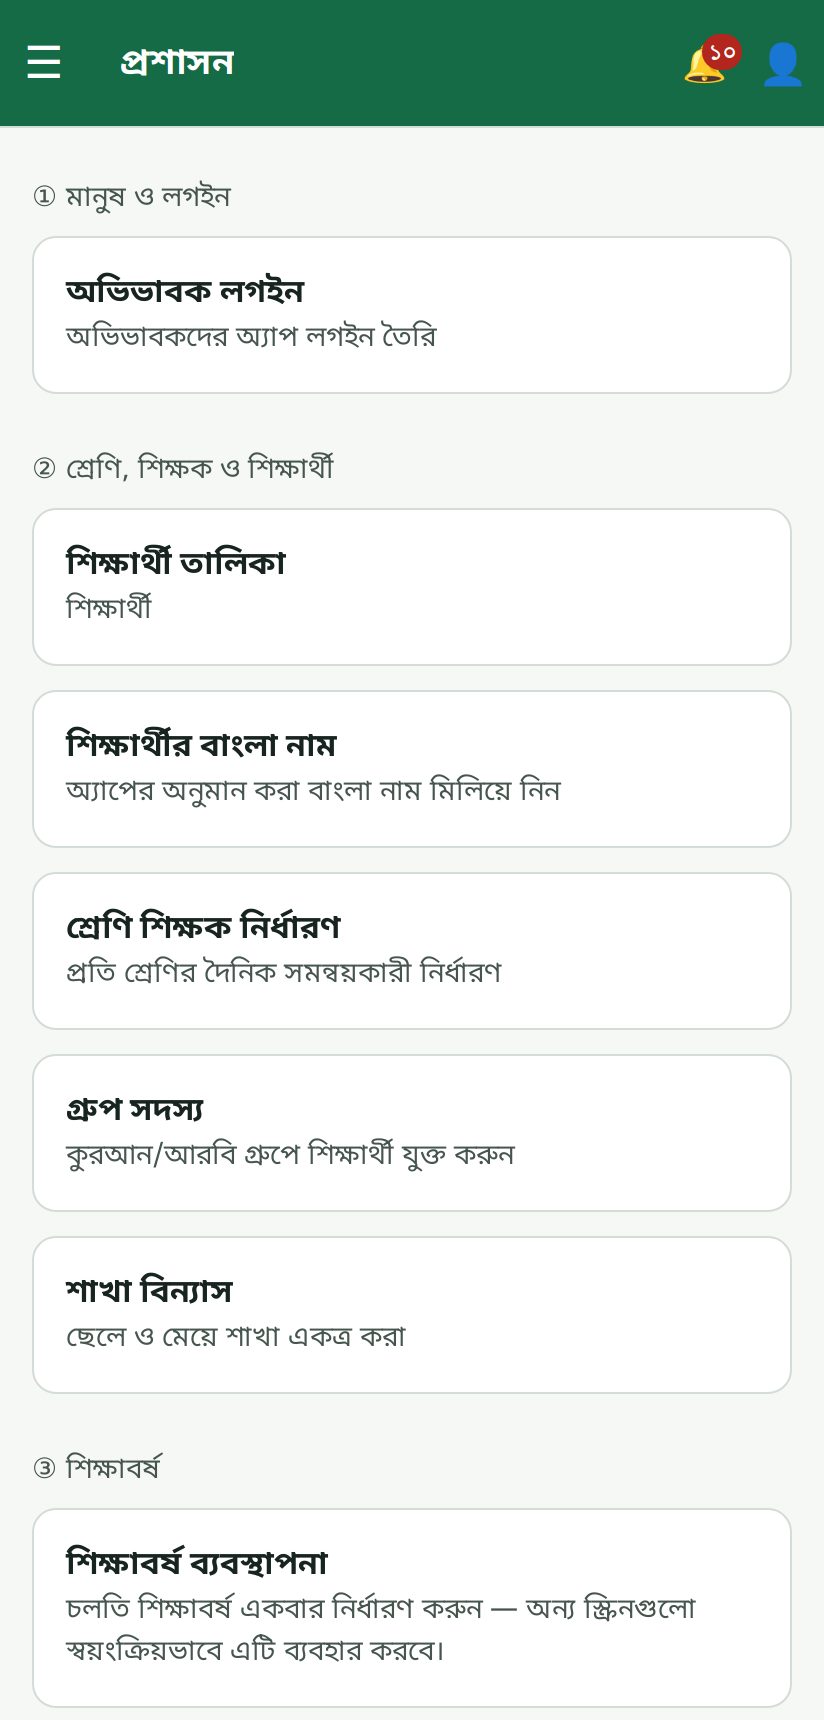 ☰ প্রশাসন ১০
① মানুষ ও লগইন
অভিভাবক লগইন
অভিভাবকদের অ্যাপ লগইন তৈরি
② শ্রেণি, শিক্ষক ও শিক্ষার্থী
শিক্ষার্থী তালিকা
শিক্ষার্থী
শিক্ষার্থীর বাংলা নাম
অ্যাপের অনুমান করা বাংলা নাম মিলিয়ে নিন
শ্রেণি শিক্ষক নির্ধারণ
প্রতি শ্রেণির দৈনিক সমন্বয়কারী নির্ধারণ
গ্রুপ সদস্য
কুরআন/আরবি গ্রুপে শিক্ষার্থী যুক্ত করুন
শাখা বিন্যাস
ছেলে ও মেয়ে শাখা একত্র করা
③ শিক্ষাবর্ষ
শিক্ষাবর্ষ ব্যবস্থাপনা
চলতি শিক্ষাবর্ষ একবার নির্ধারণ করুন — অন্য স্ক্রিনগুলো
স্বয়ংক্রিয়ভাবে এটি ব্যবহার করবে।